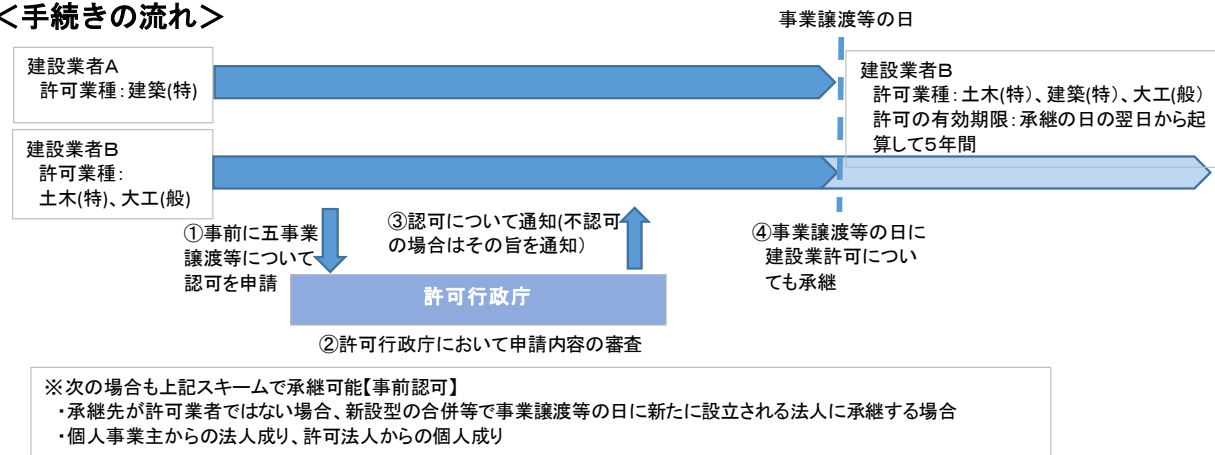 ＜手続きの流れ＞
事業譲渡等の日
建設業者Ａ
許可業種：建築(特)
建設業者Ｂ
許可業種：
土木(特)、大工(般)
建設業者Ｂ
許可業種：土木(特）、建築(特）、大工(般）
許可の有効期限：承継の日の翌日から起
算して５年間
①事前に五事業
譲渡等について
認可を申請
③認可について通知(不認可
の場合はその旨を通知）
④事業譲渡等の日に
建設業許可につい
ても承継
許可行政庁
②許可行政庁において申請内容の審査
※次の場合も上記スキームで承継可能【事前認可】
・承継先が許可業者ではない場合、新設型の合併等で事業譲渡等の日に新たに設立される法人に承継する場合
・個人事業主からの法人成り、許可法人からの個人成り